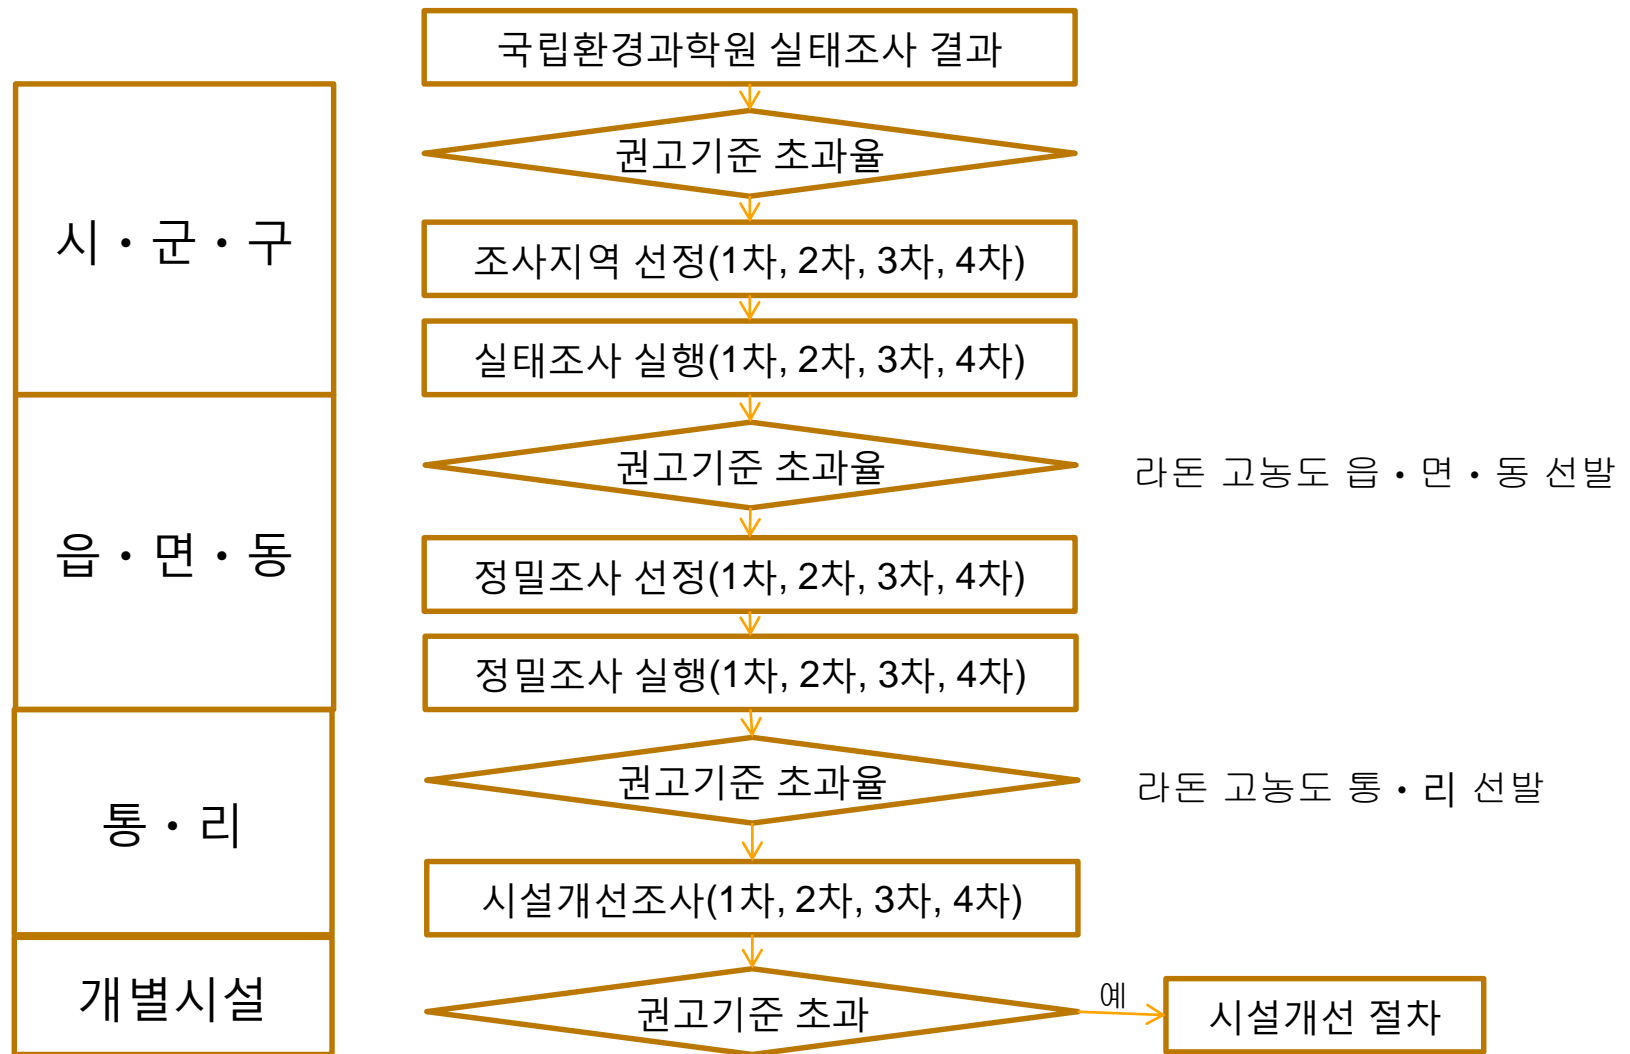 국립환경과학원 실태조사 결과
권고기준 초과율
시・군・구
조사지역 선정(1차, 2차, 3차, 4차)
실태조사 실행(1차, 2차, 3차, 4차)
권고기준 초과율
라돈 고농도 읍・면・동 선발
읍・면・동
정밀조사 선정(1차, 2차, 3차, 4차)
정밀조사 실행(1차, 2차, 3차, 4차)
권고기준 초과율
라돈 고농도 통・리 선발
통・리
시설개선조사(1차, 2차, 3차, 4차)
개별시설
권고기준 초과
예
시설개선 절차